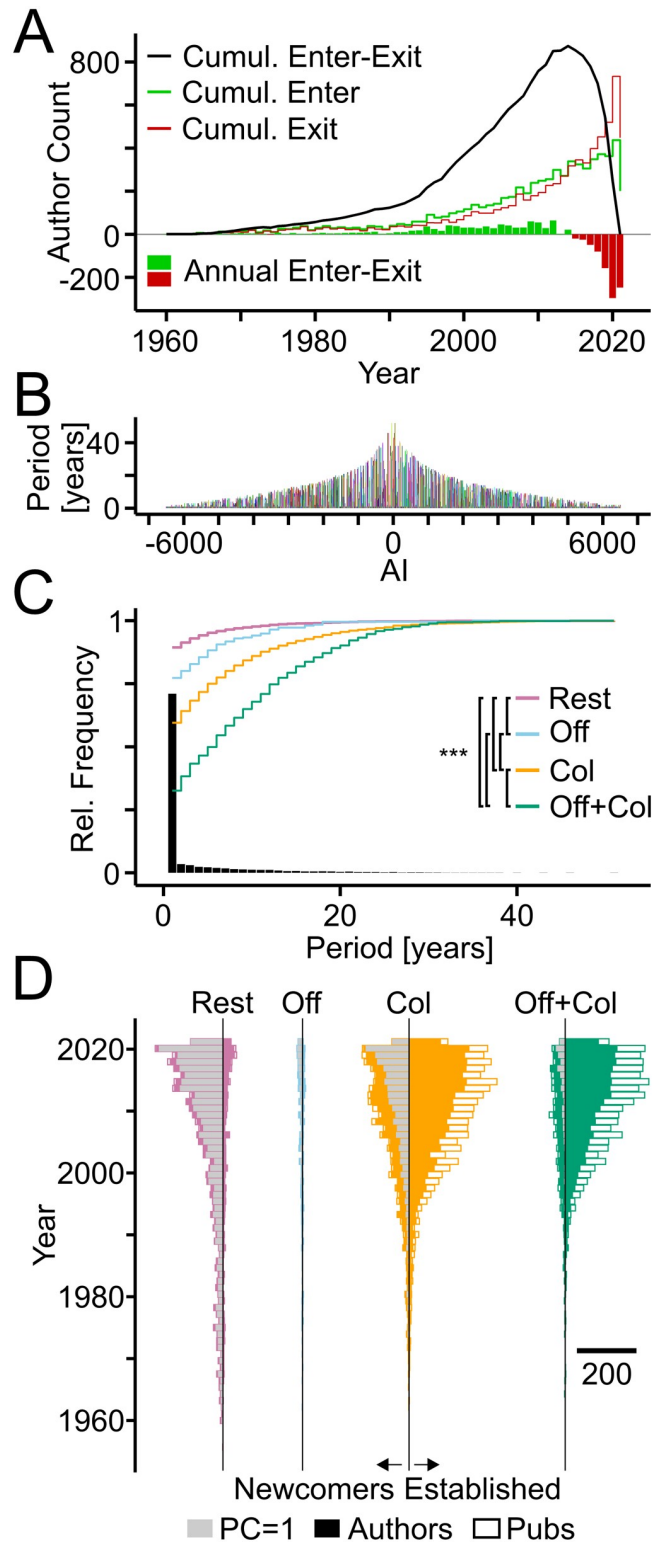 A
Author Count
800
0
-200
Cumul. Enter-Exit
Cumul. Enter
Cumul. Exit
Annual Enter-Exit
1960 1980 2000 2020
Year
B
Period
[years]
40
0
-6000 0 6000
AI
C
Rel. Frequency
1
0
Rest
Off
Col
Off+Col
***
0 20 40
Period [years]
D
Rest Off Col Off+Col
Year
2020
2000
1980
1960
200
Newcomers Established
PC=1 Authors Pubs